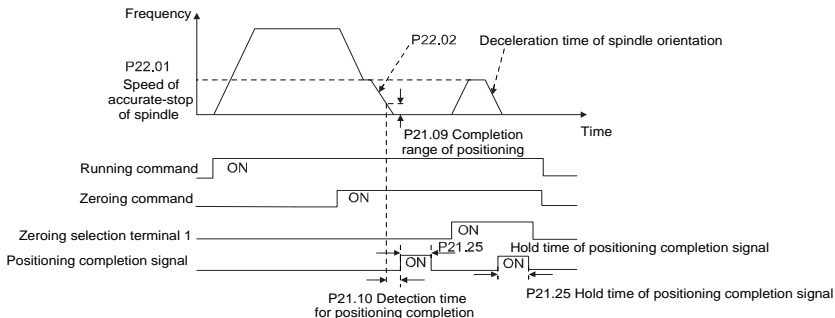 Frequency
P22.02
Deceleration time of spindle orientation
P22.01
Speed of
accurate-stop
of spindle
Time
P21.09 Completion
range of positioning
Running command
ON
Zeroing command
ON
Zeroing selection terminal 1
ON
P21.25
Hold time of positioning completion signal
Positioning completion signal
ON
ON
P21.10 Detection time
for positioning completion
P21.25 Hold time of positioning completion signal